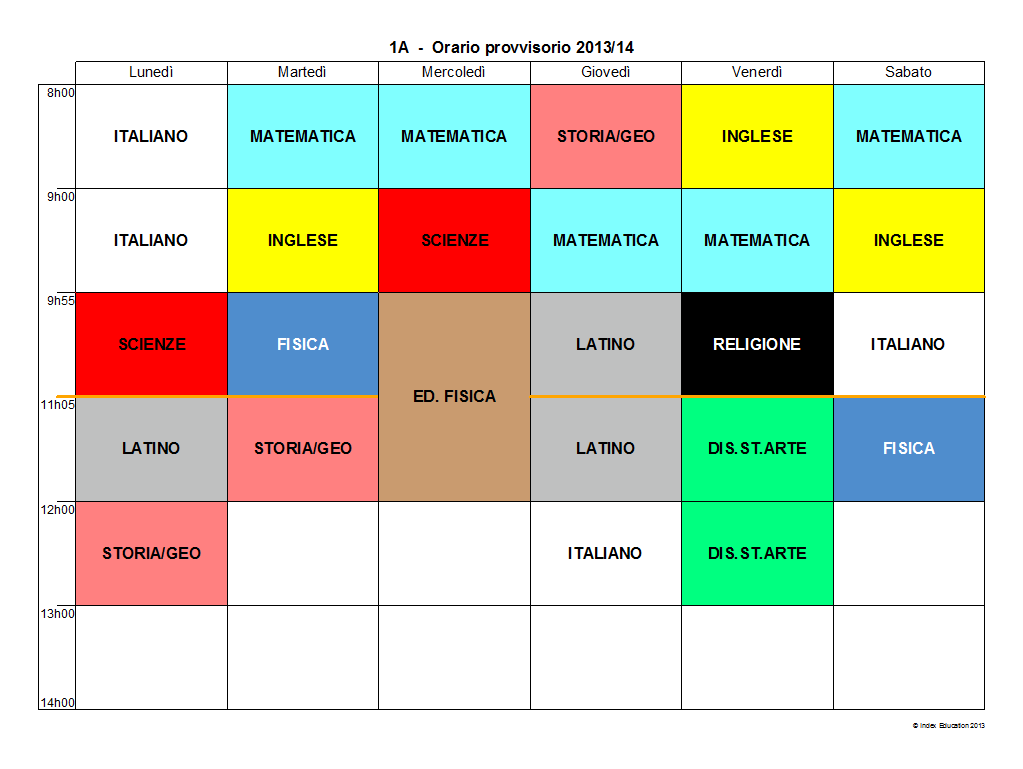 1A - Orario provvisorio 2013/14
Lunedì Martedì Mercoledì Giovedì Venerdì Sabato
8h00
ITALIANO MATEMATICA MATEMATICA STORIA/GEO INGLESE MATEMATICA
9h00
ITALIANO INGLESE SCIENZE MATEMATICA MATEMATICA INGLESE
9h55
SCIENZE FISICA LATINO RELIGIONE ITALIANO
ED. FISICA
11h05
LATINO STORIA/GEO LATINO DIS.ST.ARTE FISICA
12h00
STORIA/GEO ITALIANO DIS.ST.ARTE
13h00
14h00
© Index Education 2013